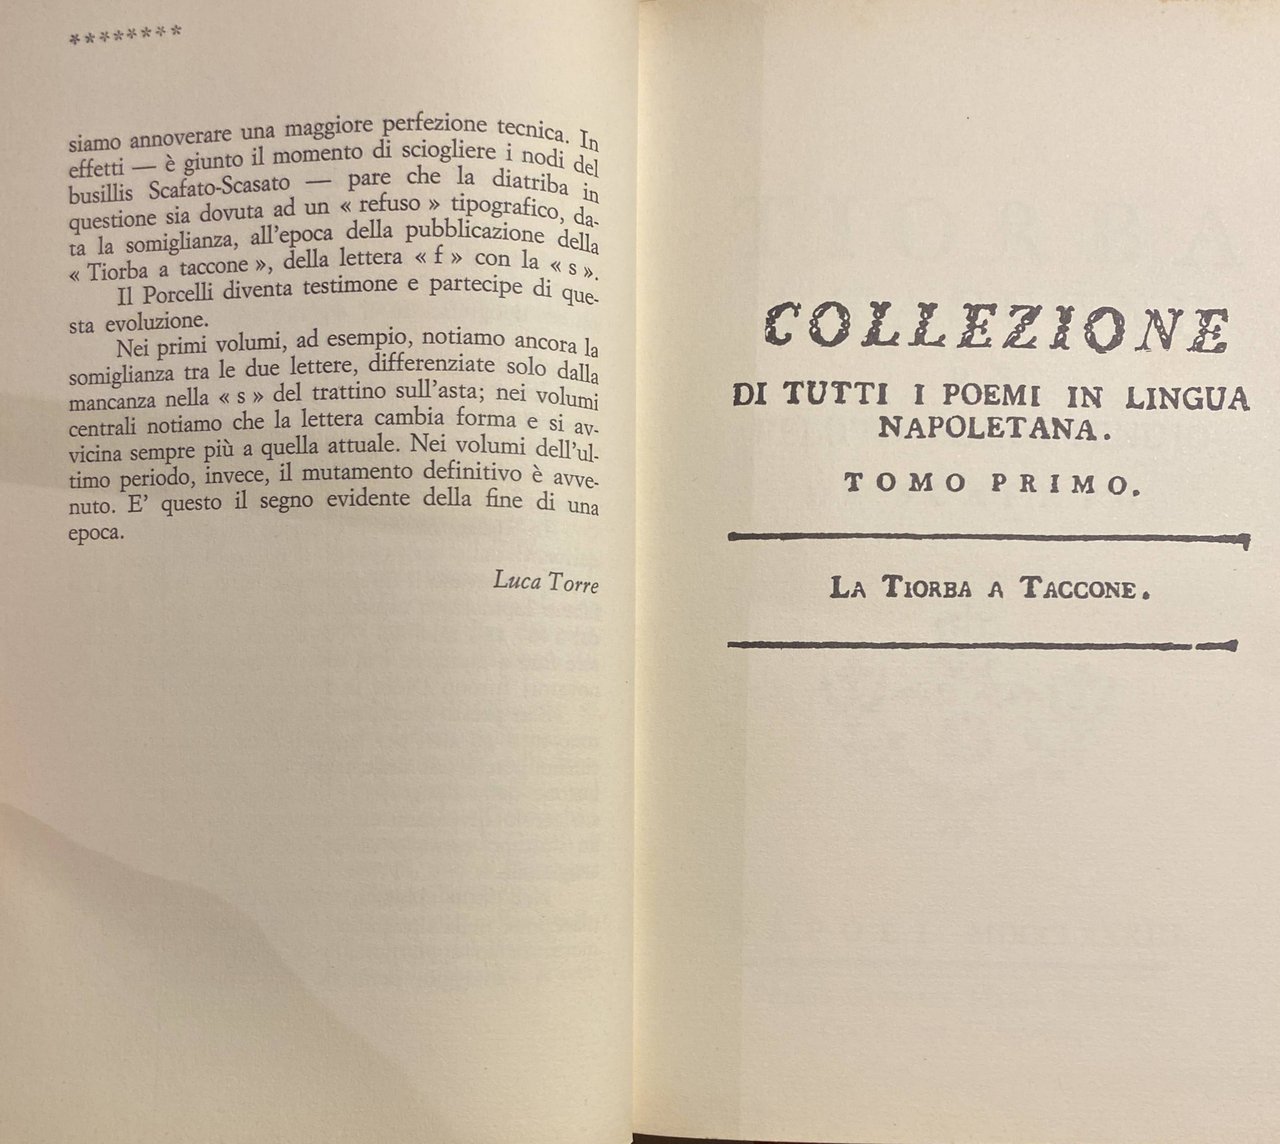 ********
siamo annoverare una maggiore perfezione tecnica. In
effetti — è giunto il momento di sciogliere i nodi del
busillis Scafato-Scasato — pare che la diatriba in
questione sia dovuta ad un « refuso » tipografico, da-
ta la somiglianza, all'epoca della pubblicazione della
« Tiorba a taccone », della lettera « f » con la « s ».
Il Porcelli diventa testimone e partecipe di que-
sta evoluzione.
Nei primi volumi, ad esempio, notiamo ancora la
somiglianza tra le due lettere, differenziate solo dalla
mancanza nella « s » del trattino sull'asta; nei volumi
centrali notiamo che la lettera cambia forma e si av-
vicina sempre più a quella attuale. Nei volumi dell'ul-
timo periodo, invece, il mutamento definitivo è avve-
nuto. E' questo il segno evidente della fine di una
epoca.
Luca Torre
COLLEZIONE
DI TUTTI I POEMI IN LINGUA
NAPOLETANA.
TOMO PRIMO.
LA TIORBA A TACCONE.